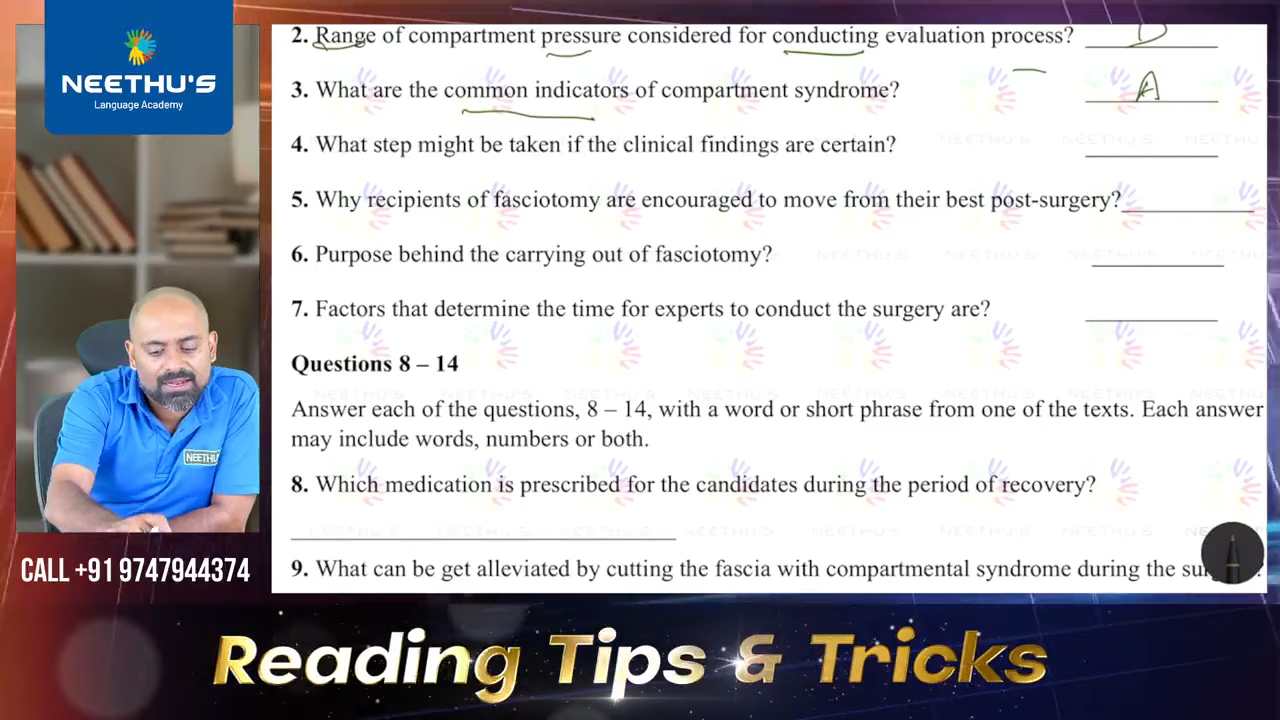 NEETHU'S
Language Academy
2. Range of compartment pressure considered for conducting evaluation process? D
3. What are the common indicators of compartment syndrome? A
4. What step might be taken if the clinical findings are certain?
5. Why recipients of fasciotomy are encouraged to move from their best post-surgery?
6. Purpose behind the carrying out of fasciotomy?
7. Factors that determine the time for experts to conduct the surgery are?
Questions 8 – 14
Answer each of the questions, 8 – 14, with a word or short phrase from one of the texts. Each answer
may include words, numbers or both.
8. Which medication is prescribed for the candidates during the period of recovery?
9. What can be get alleviated by cutting the fascia with compartmental syndrome during the
NEETHU
CALL +91 9747944374
Reading Tips & Tricks